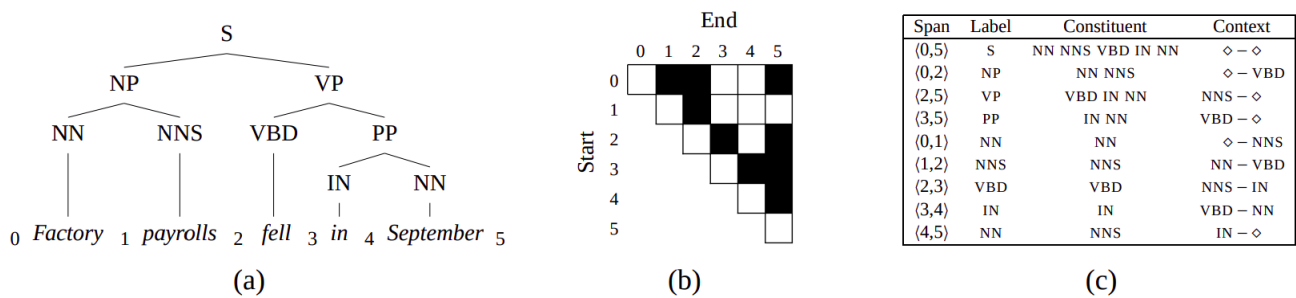 S
NP VP
NN NNS VBD PP
IN NN
0 Factory 1 payrolls 2 fell 3 in 4 September 5
(a)
End
0 1 2 3 4 5
0
1
2
3
4
5
Start
(b)
Span Label Constituent Context
⟨0,5⟩ S NN NNS VBD IN NN ⋄ – ⋄
⟨0,2⟩ NP NN NNS ⋄ – VBD
⟨2,5⟩ VP VBD IN NN NNS – ⋄
⟨3,5⟩ PP IN NN VBD – ⋄
⟨0,1⟩ NN NN ⋄ – NNS
⟨1,2⟩ NNS NNS NN – VBD
⟨2,3⟩ VBD VBD NNS – IN
⟨3,4⟩ IN IN VBD – NN
⟨4,5⟩ NN NNS IN – ⋄
(c)